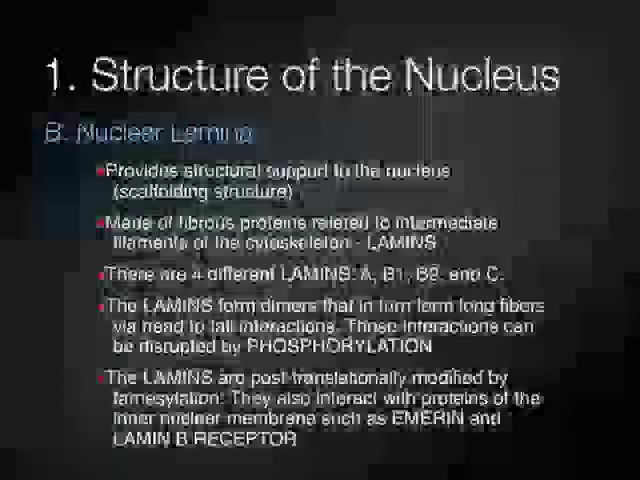 1. Structure of the Nucleus
B. Nuclear Lamina
Provides structural support to the nucleus
(scaffolding structure)
Made of fibrous proteins related to intermediate
filaments of the cytoskeleton - LAMINS
There are 4 different LAMINS: A, B1, B2, and C.
The LAMINS form dimers that in turn form long fibers
via head to tail interactions. These interactions can
be disrupted by PHOSPHORYLATION
The LAMINS are post-translationally modified by
farnesylation. They also interact with proteins of the
inner nuclear membrane such as EMERIN and
LAMIN B RECEPTOR